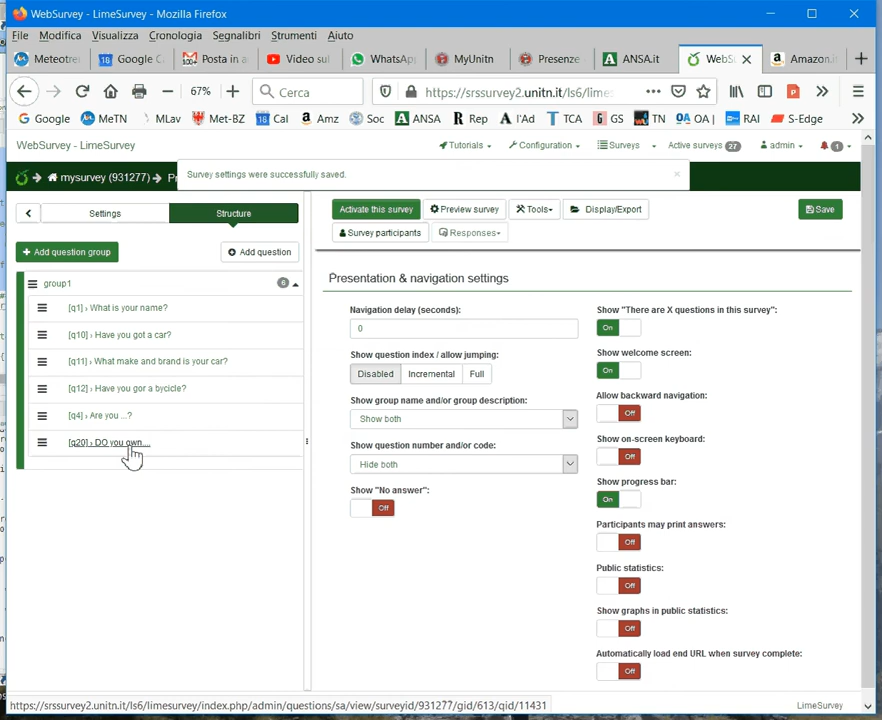 WebSurvey - LimeSurvey - Mozilla Firefox
File Modifica Visualizza Cronologia Segnalibri Strumenti Aiuto
Meteotre Google C Posta in a Video sul WhatsAp MyUnitn Presenze ANSA.it WebS Amazon.i
67% Cerca https://srssurvey2.unitn.it/ls6/lime
Google MeTN MLav Met-BZ Cal Amz Soc ANSA Rep l'Ad TCA GS TN OA | RAI S-Edge
WebSurvey - LimeSurvey Tutorials Configuration Surveys Active surveys 27 admin 1
mysurvey (931277) Pr Survey settings were successfully saved. ×
Settings Structure Activate this survey Preview survey Tools Display/Export Save
Survey participants Responses
Add question group Add question
group1 6
[q1] › What is your name?
[q10] › Have you got a car?
[q11] › What make and brand is your car?
[q12] › Have you gor a bycicle?
[q4] › Are you ...?
[q20] › DO you own....
Presentation & navigation settings
Navigation delay (seconds):
0
Show question index / allow jumping:
Disabled Incremental Full
Show group name and/or group description:
Show both
Show question number and/or code:
Hide both
Show "No answer":
Off
Show "There are X questions in this survey":
On
Show welcome screen:
On
Allow backward navigation:
Off
Show on-screen keyboard:
Off
Show progress bar:
On
Participants may print answers:
Off
Public statistics:
Off
Show graphs in public statistics:
Off
Automatically load end URL when survey complete:
Off
https://srssurvey2.unitn.it/ls6/limesurvey/index.php/admin/questions/sa/view/surveyid/931277/gid/613/qid/11431
LimeSurvey